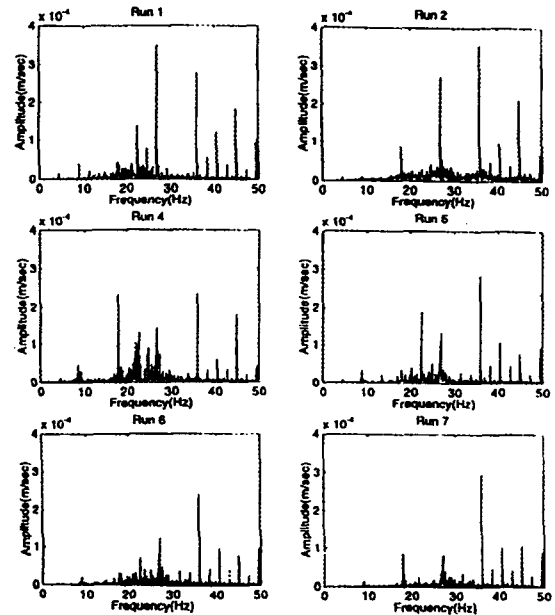 Run 1
x 10⁻⁴
4
3
2
1
0
Amplitude(m/sec)
0 10 20 30 40 50
Frequency(Hz)
Run 2
x 10⁻⁴
4
3
2
1
0
Amplitude(m/sec)
0 10 20 30 40 50
Frequency(Hz)
Run 4
x 10⁻⁴
4
3
2
1
0
Amplitude(m/sec)
0 10 20 30 40 50
Frequency(Hz)
Run 5
x 10⁻⁴
4
3
2
1
0
Amplitude(m/sec)
0 10 20 30 40 50
Frequency(Hz)
Run 6
x 10⁻⁴
4
3
2
1
0
Amplitude(m/sec)
0 10 20 30 40 50
Frequency(Hz)
Run 7
x 10⁻⁴
4
3
2
1
0
Amplitude(m/sec)
0 10 20 30 40 50
Frequency(Hz)